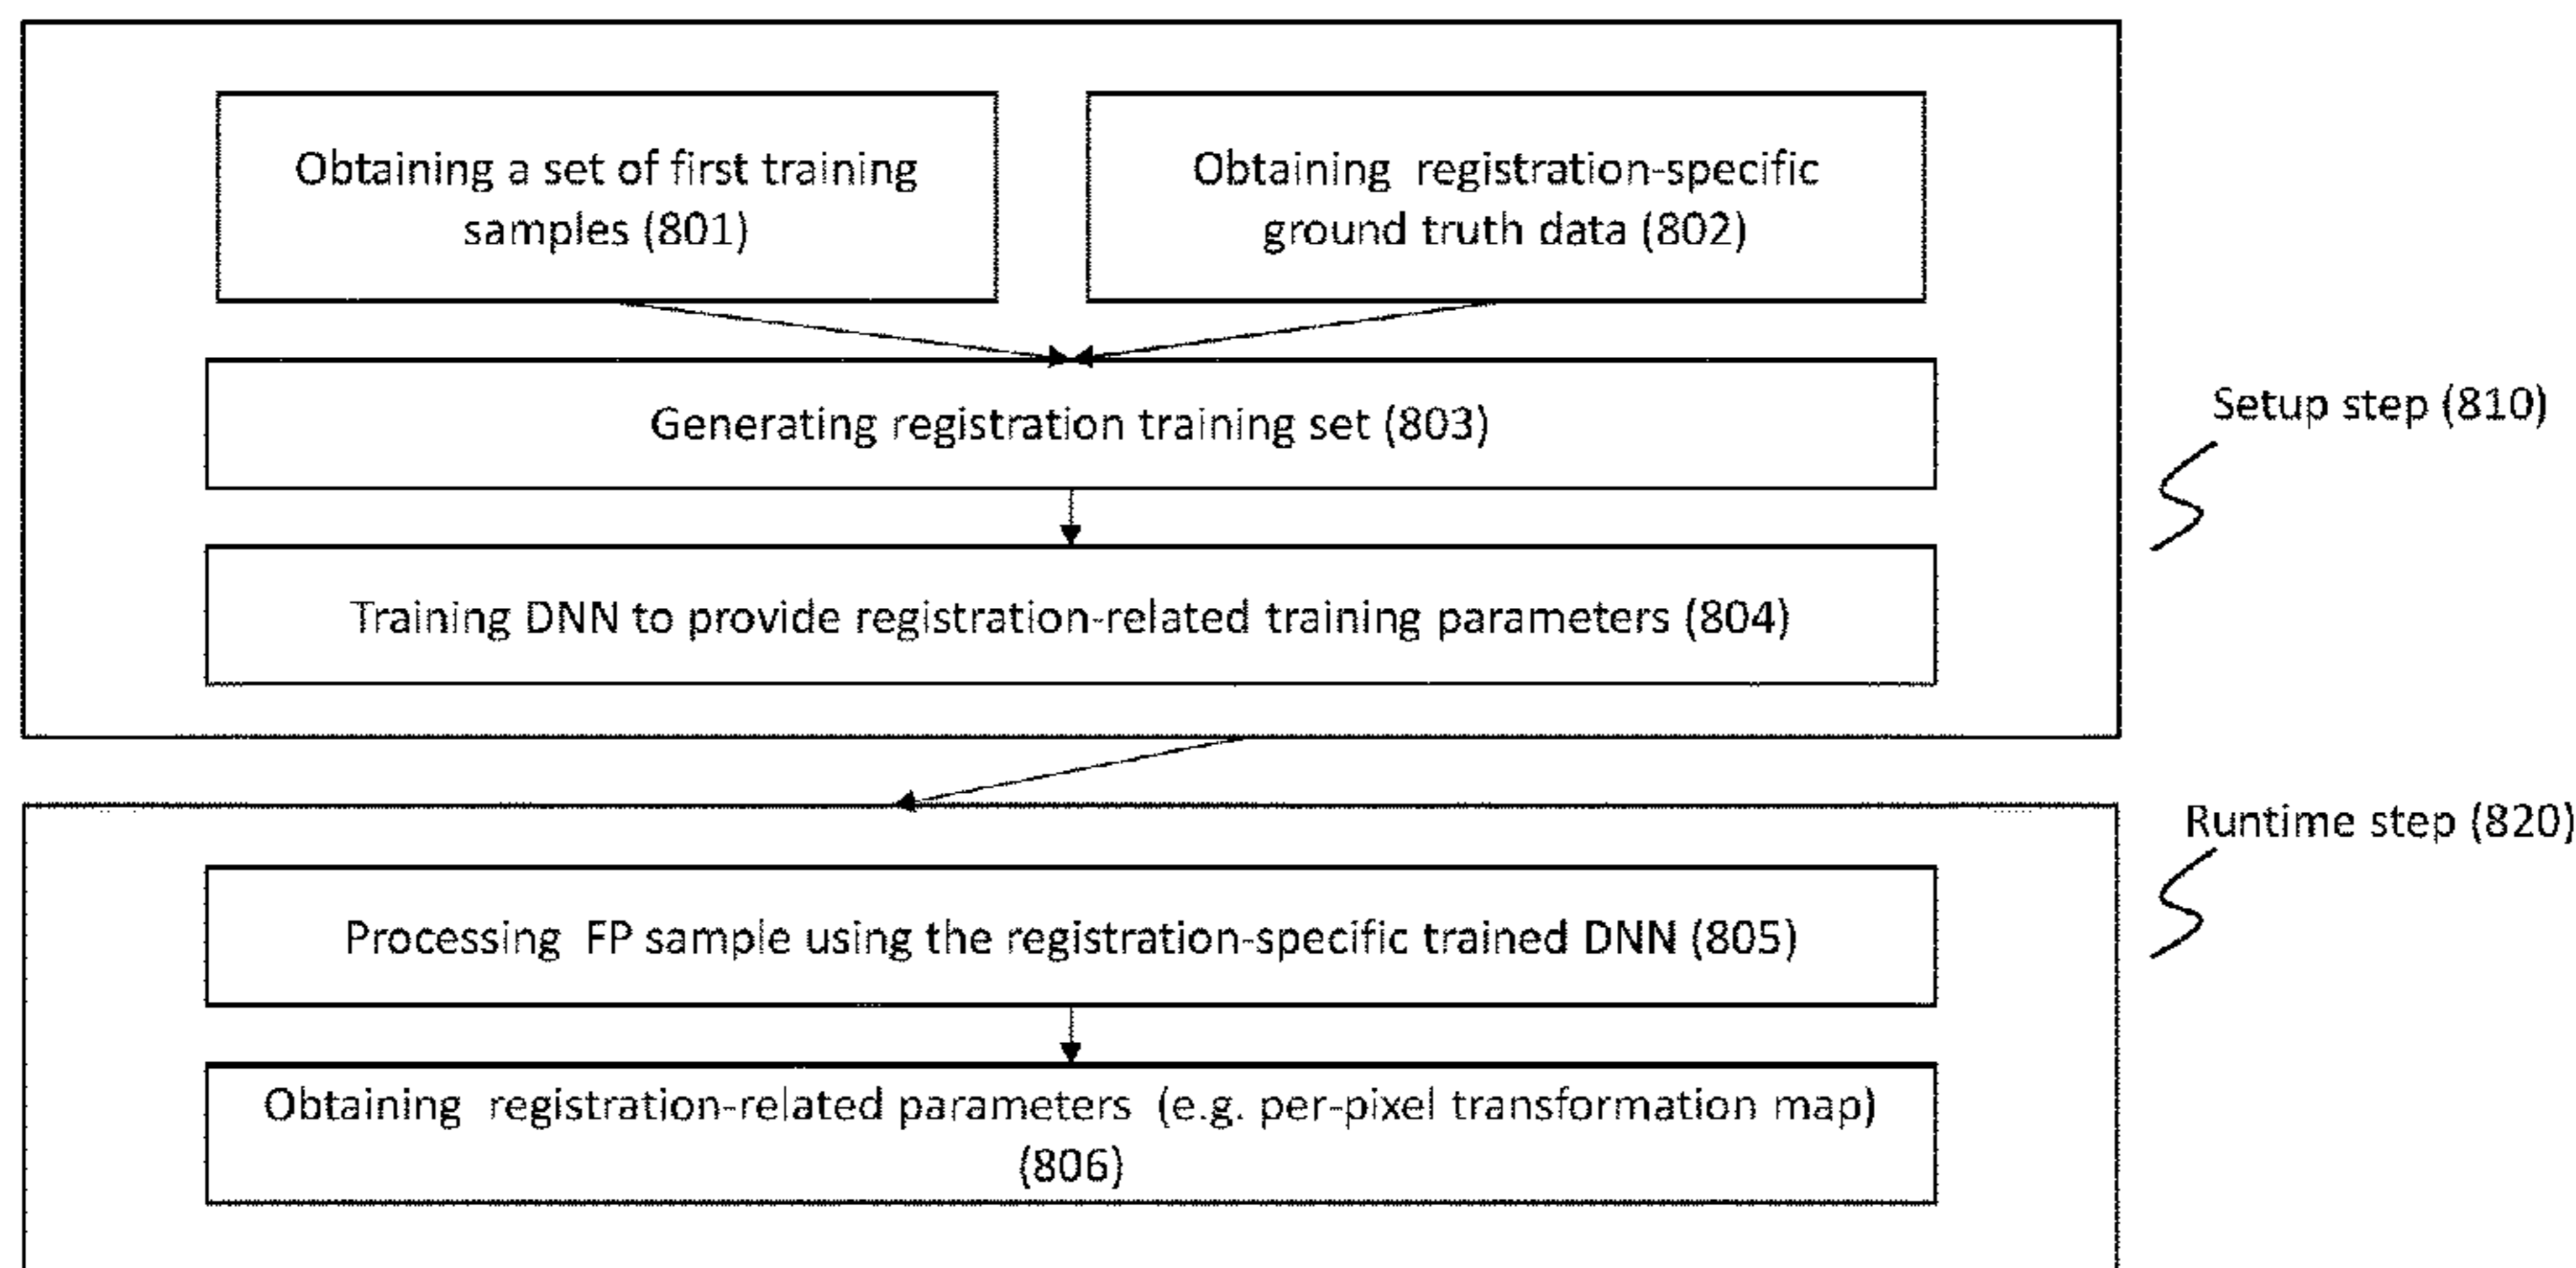 Obtaining a set of first training
samples (801)
Obtaining registration-specific
ground truth data (802)
Generating registration training set (803)
Setup step (810)
Training DNN to provide registration-related training parameters (804)
Runtime step (820)
Processing FP sample using the registration-specific trained DNN (805)
Obtaining registration-related parameters (e.g. per-pixel transformation map)
(806)